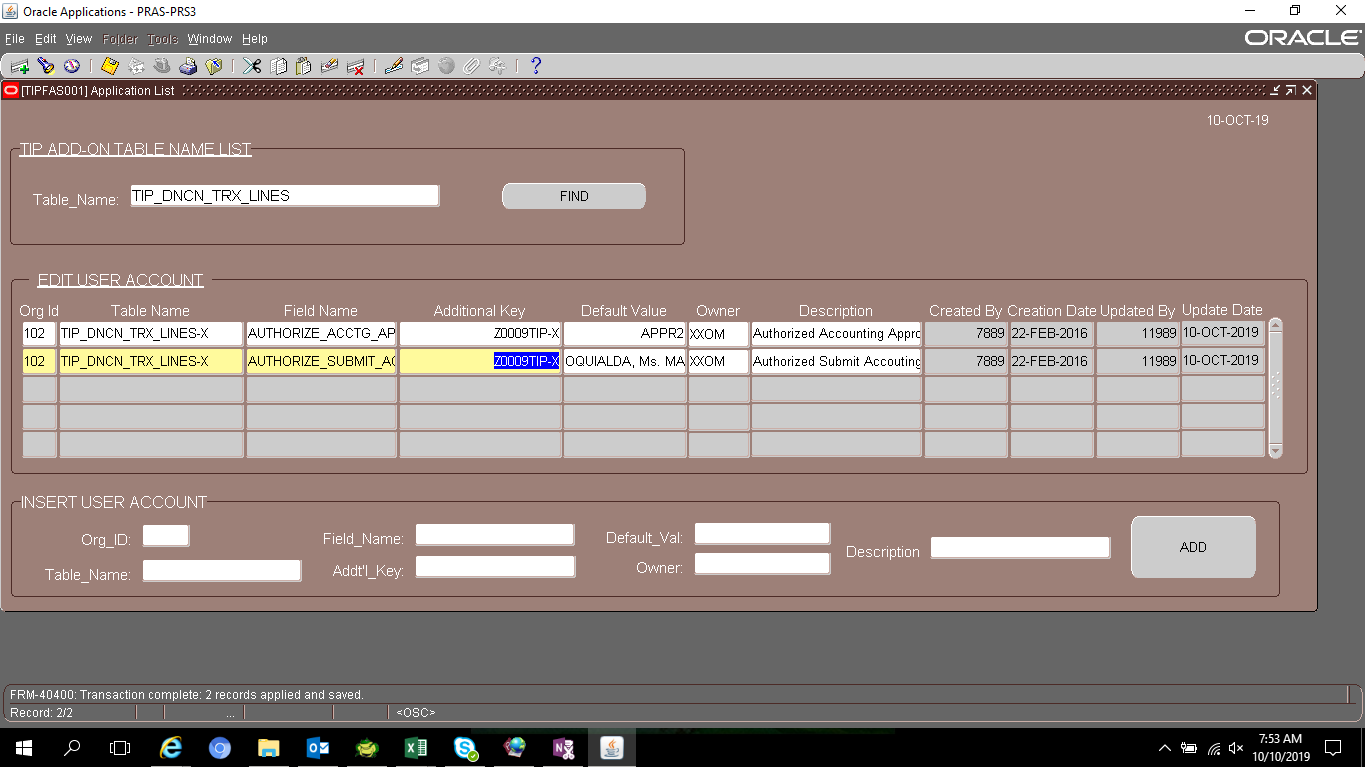 Oracle Applications - PRAS-PRS3
File Edit View Folder Tools Window Help
ORACLE
[TIPFAS001] Application List
10-OCT-19
TIP ADD-ON TABLE NAME LIST
Table_Name: TIP_DNCN_TRX_LINES FIND
EDIT USER ACCOUNT
Org Id Table Name Field Name Additional Key Default Value Owner Description Created By Creation Date Updated By Update Date
102 TIP_DNCN_TRX_LINES-X AUTHORIZE_ACCTG_AP Z0009TIP-X APPR2 XXOM Authorized Accounting Appro 7889 22-FEB-2016 11989 10-OCT-2019
102 TIP_DNCN_TRX_LINES-X AUTHORIZE_SUBMIT_AC Z0009TIP-X OQUIALDA, Ms. MA XXOM Authorized Submit Accouting 7889 22-FEB-2016 11989 10-OCT-2019
INSERT USER ACCOUNT
Org_ID: Field_Name: Default_Val: Description ADD
Table_Name: Addt'l_Key: Owner:
FRM-40400: Transaction complete: 2 records applied and saved.
Record: 2/2 ... <OSC>
7:53 AM
10/10/2019